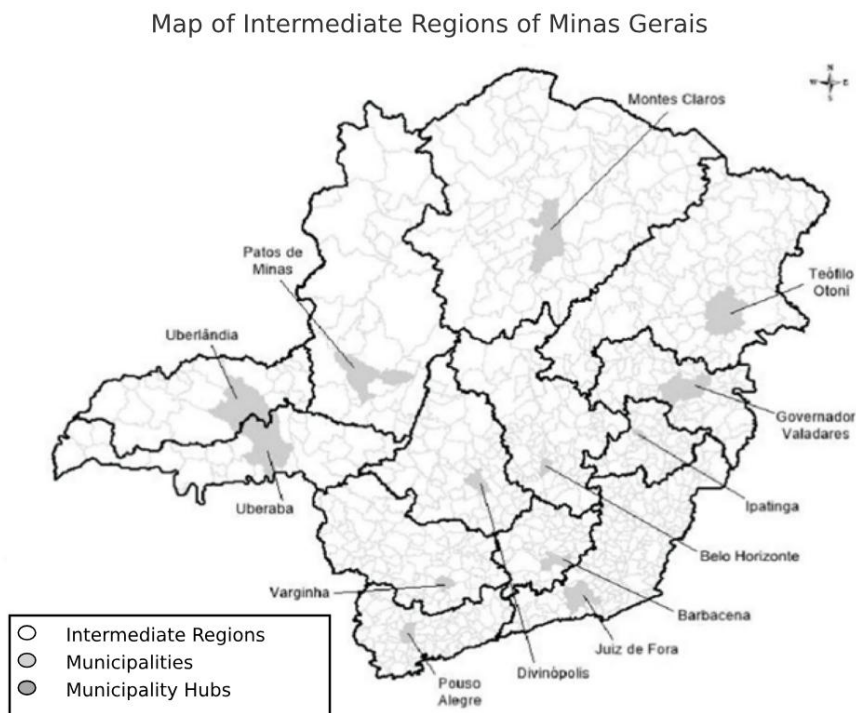 Map of Intermediate Regions of Minas Gerais
N
W
E
S
Montes Claros
Patos de
Minas
Teófilo
Otoni
Uberlândia
Governador
Valadares
Ipatinga
Uberaba
Belo Horizonte
Varginha
Barbacena
Juiz de Fora
Divinópolis
Pouso
Alegre
Intermediate Regions
Municipalities
Municipality Hubs